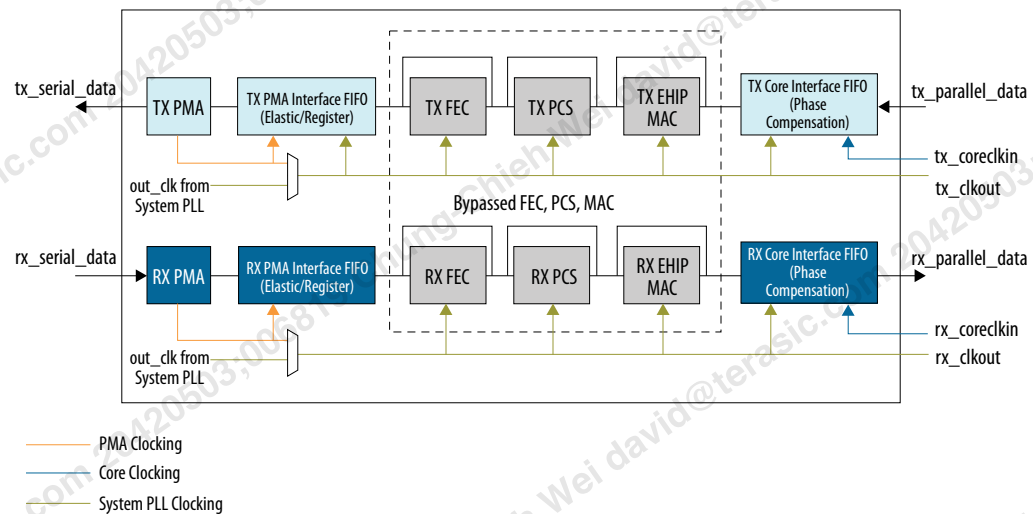 tx_serial_data
TX PMA
TX PMA Interface FIFO
(Elastic/Register)
TX FEC
TX PCS
TX EHIP
MAC
TX Core Interface FIFO
(Phase
Compensation)
tx_parallel_data
tx_coreclkin
tx_clkout
out_clk from
System PLL
Bypassed FEC, PCS, MAC
rx_serial_data
RX PMA
RX PMA Interface FIFO
(Elastic/Register)
RX FEC
RX PCS
RX EHIP
MAC
RX Core Interface FIFO
(Phase
Compensation)
rx_parallel_data
rx_coreclkin
rx_clkout
out_clk from
System PLL
PMA Clocking
Core Clocking
System PLL Clocking